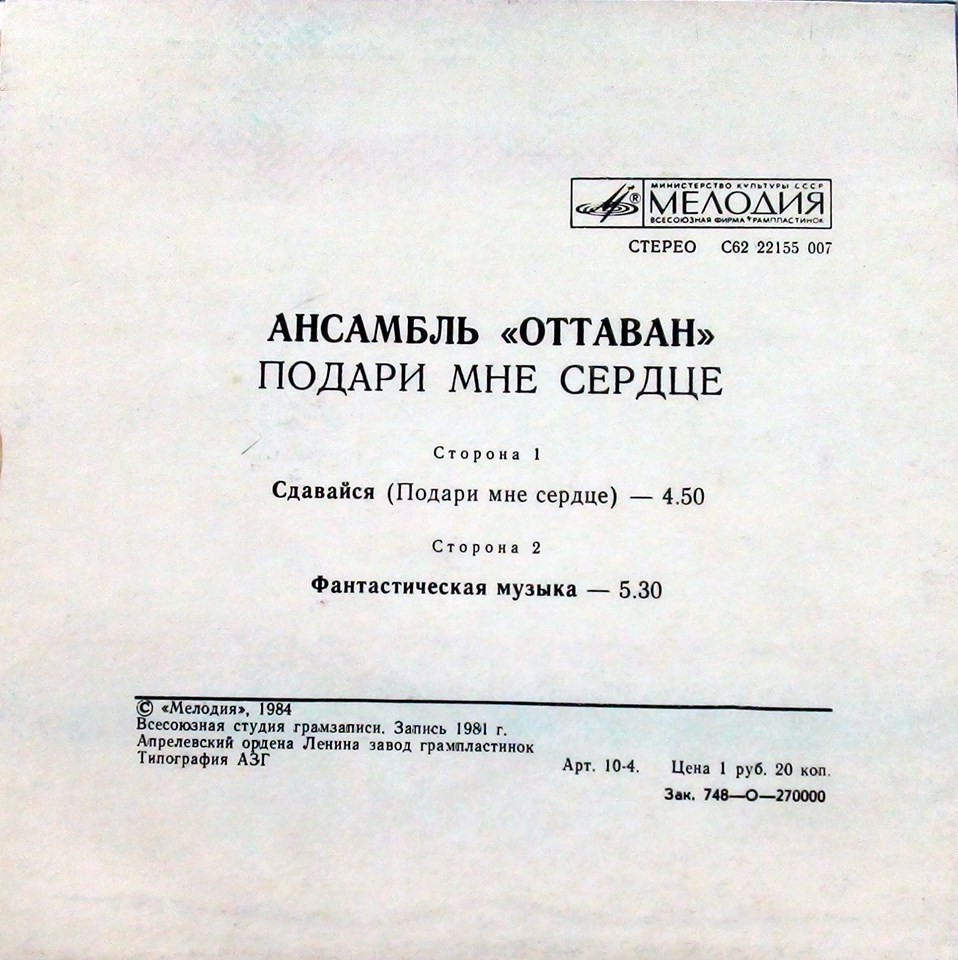 МИНИСТЕРСТВО КУЛЬТУРЫ СССР
® МЕЛОДИЯ
ВСЕСОЮЗНАЯ ФИРМА ГРАМПЛАСТИНОК
СТЕРЕО С62 22155 007
АНСАМБЛЬ «ОТТАВАН»
ПОДАРИ МНЕ СЕРДЦЕ
Сторона 1
Сдавайся (Подари мне сердце) — 4.50
Сторона 2
Фантастическая музыка — 5.30
© «Мелодия», 1984
Всесоюзная студия грамзаписи. Запись 1981 г.
Апрелевский ордена Ленина завод грампластинок
Типография АЗГ
Арт. 10-4. Цена 1 руб. 20 коп.
Зак. 748—О—270000